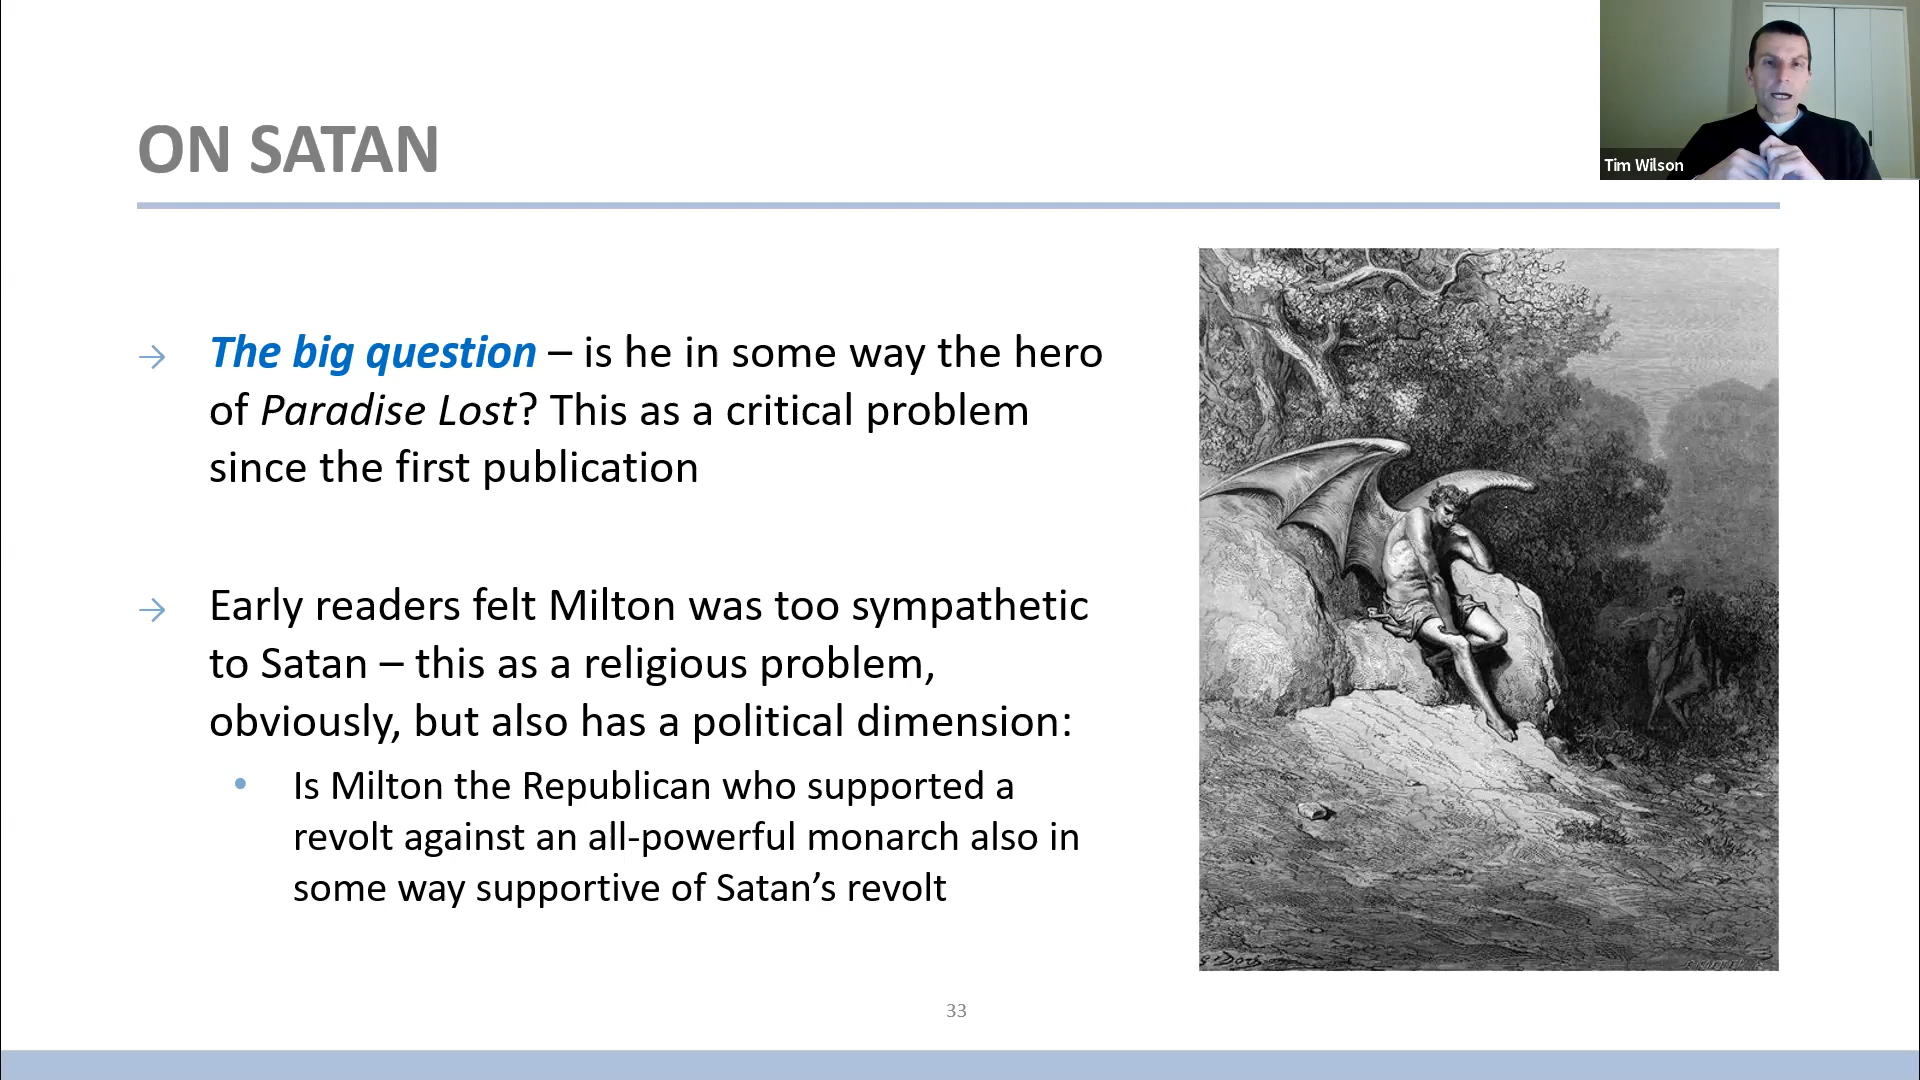 ON SATAN
Tim Wilson
→ The big question – is he in some way the hero
of Paradise Lost? This as a critical problem
since the first publication
→ Early readers felt Milton was too sympathetic
to Satan – this as a religious problem,
obviously, but also has a political dimension:
• Is Milton the Republican who supported a
revolt against an all-powerful monarch also in
some way supportive of Satan’s revolt
G Doré
33